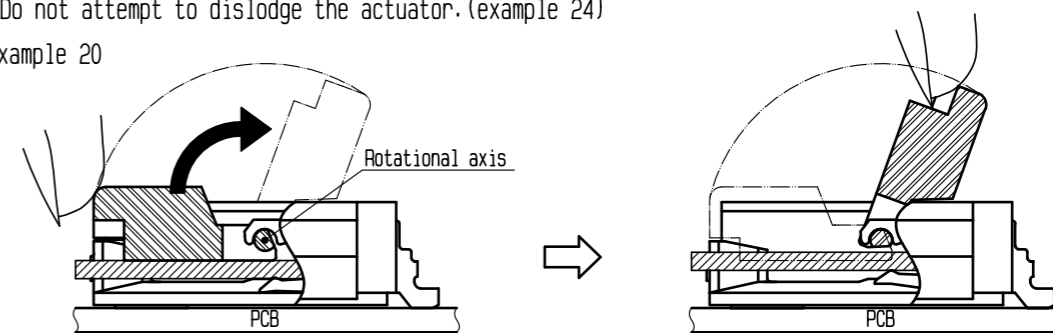 Do not attempt to dislodge the actuator.(example 24)
xample 20
Rotational axis
PCB
PCB